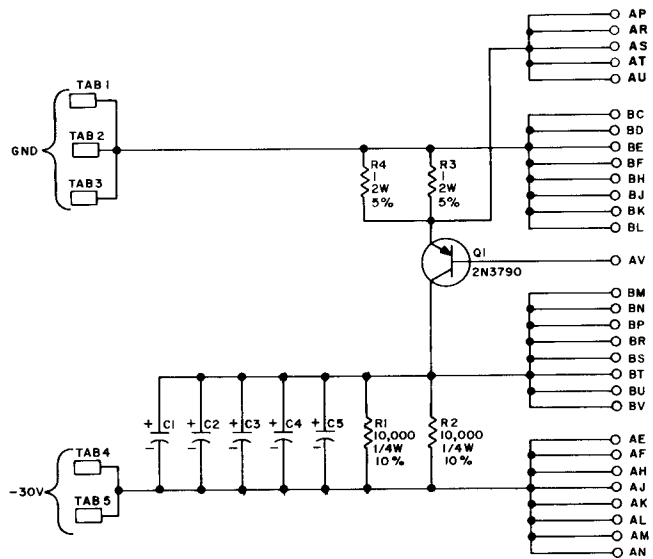 AP
AR
AS
AT
AU
TAB 1
TAB 2
TAB 3
GND
BC
BD
BE
BF
BH
BJ
BK
BL
R4
1
2W
5%
R3
1
2W
5%
Q1
2N3790
AV
BM
BN
BP
BR
BS
BT
BU
BV
+ C1 -
+ C2 -
+ C3 -
+ C4 -
+ C5 -
R1
10,000
1/4W
10%
R2
10,000
1/4W
10%
TAB 4
TAB 5
-30V
AE
AF
AH
AJ
AK
AL
AM
AN